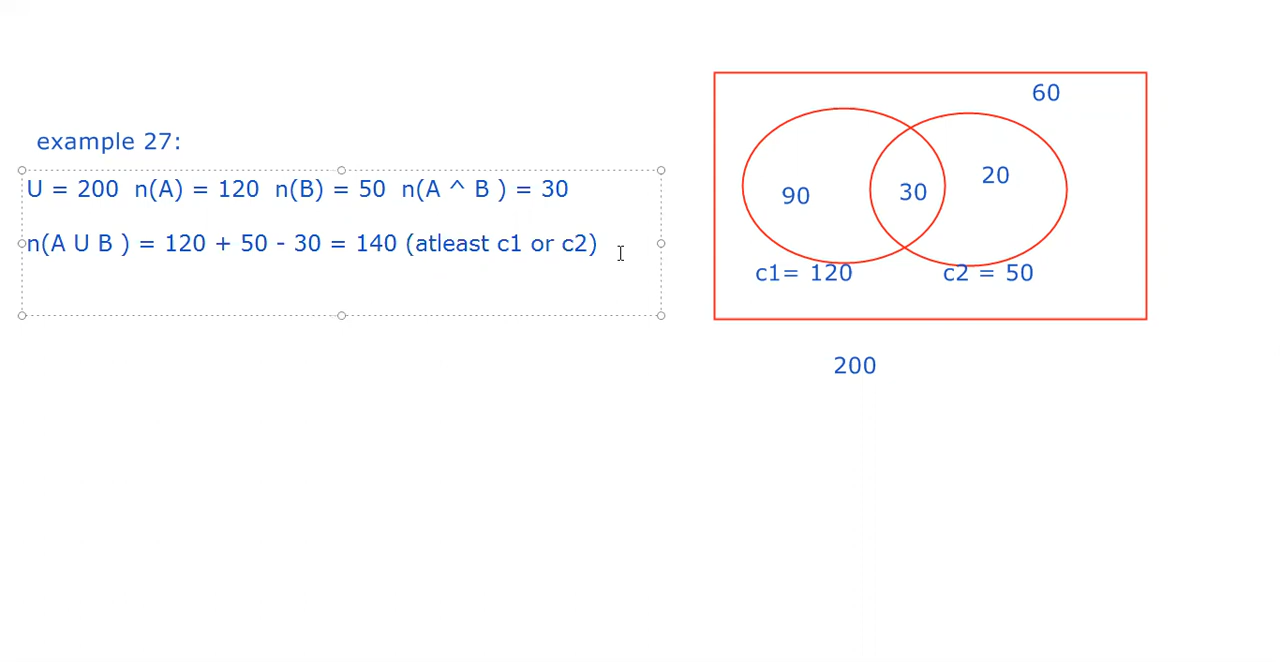 example 27:
U = 200 n(A) = 120 n(B) = 50 n(A ^ B ) = 30
n(A U B ) = 120 + 50 - 30 = 140 (atleast c1 or c2)
60
90
30
20
c1= 120
c2 = 50
200